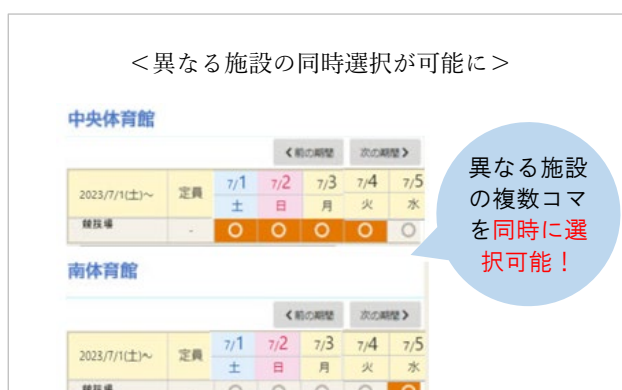 ＜異なる施設の同時選択が可能に＞
中央体育館
＜前の期間 次の期間＞
2023/7/1(土)～ 定員 7/1 7/2 7/3 7/4 7/5
土 日 月 火 水
競技場 - ○ ○ ○ ○ ○
異なる施設
の複数コマ
を同時に選
択可能！
南体育館
＜前の期間 次の期間＞
2023/7/1(土)～ 定員 7/1 7/2 7/3 7/4 7/5
土 日 月 火 水
競技場 ○ ○ ○ ○ ○